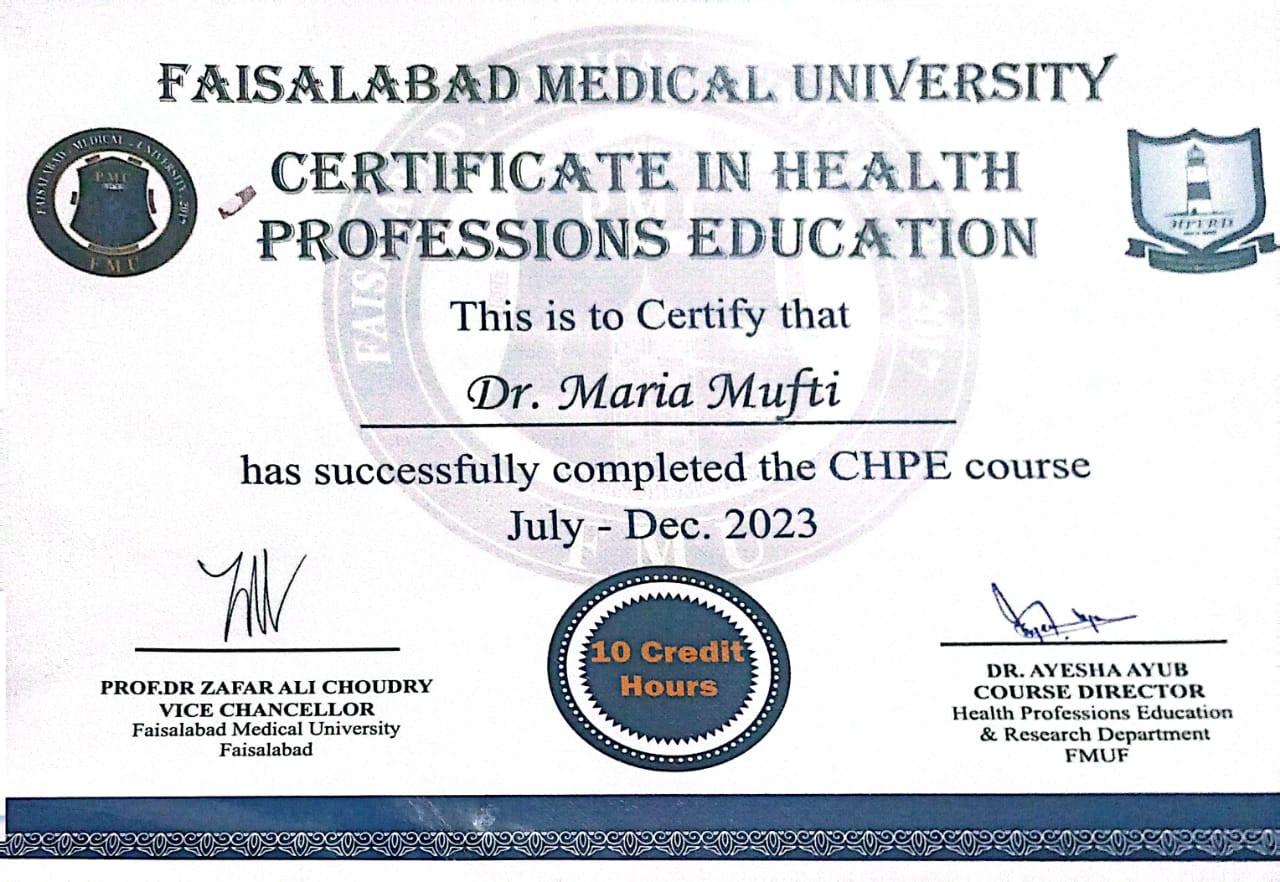 FAISALABAD MEDICAL UNIVERSITY
CERTIFICATE IN HEALTH
PROFESSIONS EDUCATION
FAISALABAD - MEDICAL - UNIVERSITY 2017
PMC
FMU
HPERD
This is to Certify that
Dr. Maria Mufti
has successfully completed the CHPE course
July - Dec. 2023
FMU
10 Credit
Hours
PROF.DR ZAFAR ALI CHOUDRY
VICE CHANCELLOR
Faisalabad Medical University
Faisalabad
DR. AYESHA AYUB
COURSE DIRECTOR
Health Professions Education
& Research Department
FMUF